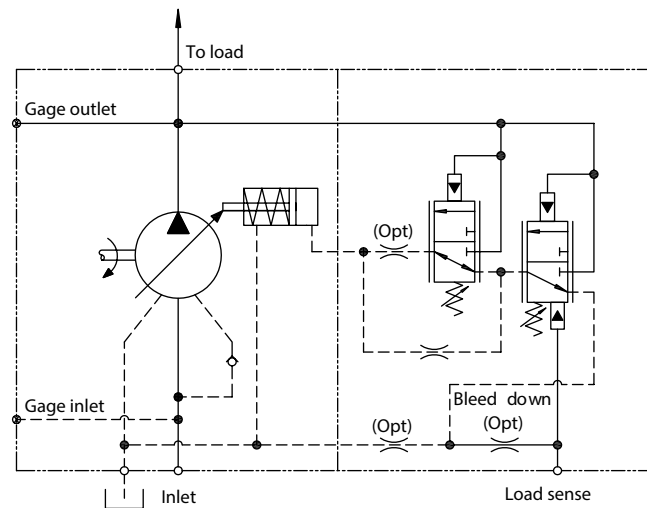 To load
Gage outlet
(Opt)
Gage inlet
Bleed down
(Opt)
(Opt)
Inlet
Load sense